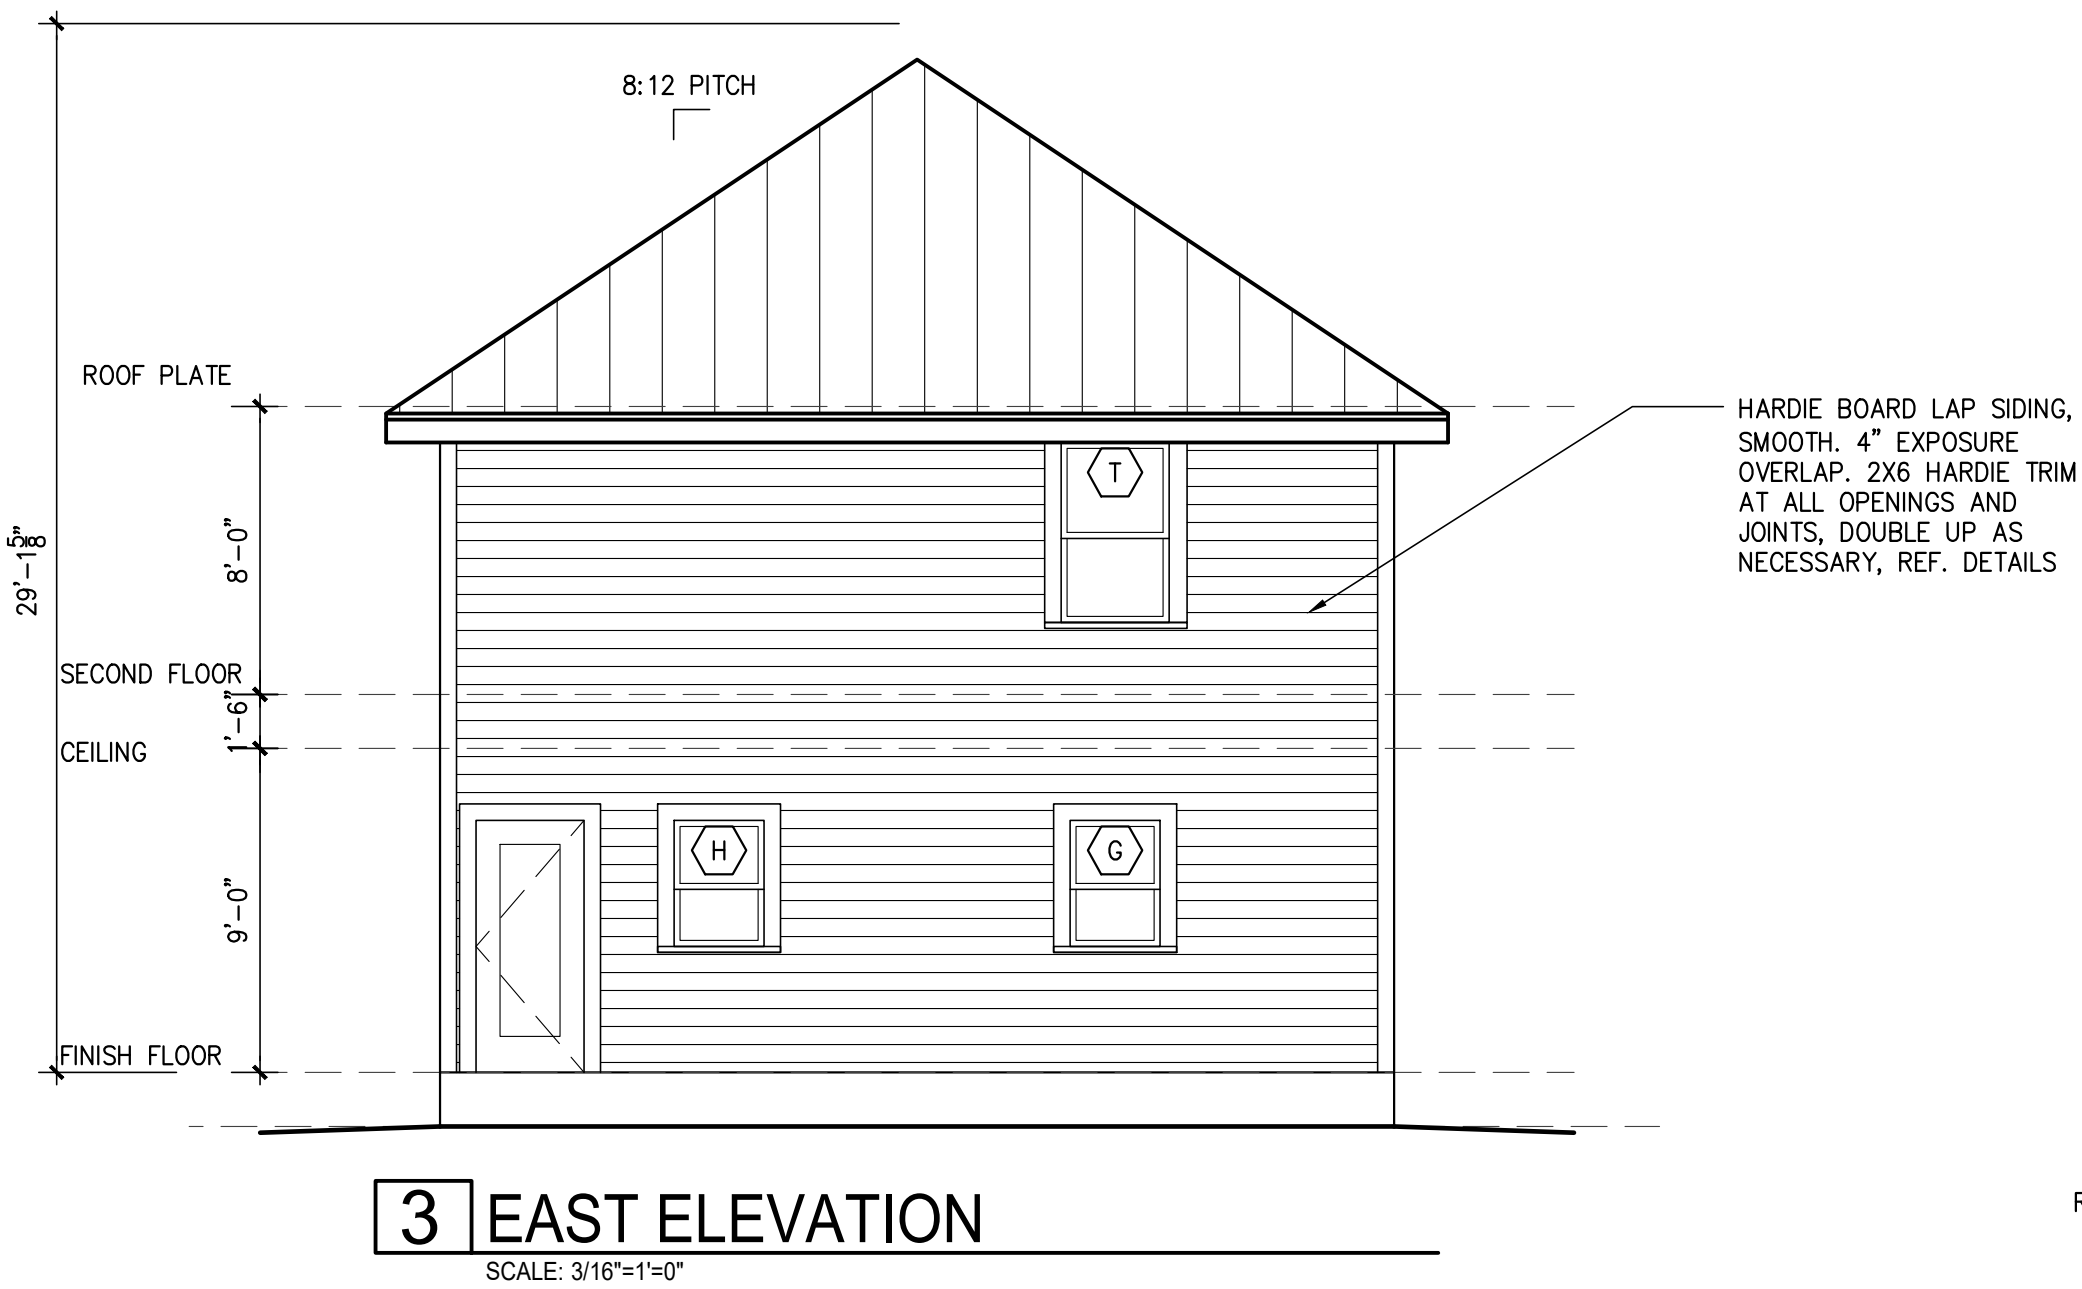 8:12 PITCH
ROOF PLATE
HARDIE BOARD LAP SIDING,
SMOOTH. 4" EXPOSURE
OVERLAP. 2X6 HARDIE TRIM
AT ALL OPENINGS AND
JOINTS, DOUBLE UP AS
NECESSARY, REF. DETAILS
T
29'-1 5/8"
8'-0"
SECOND FLOOR
1'-6"
CEILING
H
G
9'-0"
FINISH FLOOR
3 EAST ELEVATION
SCALE: 3/16"=1'=0"